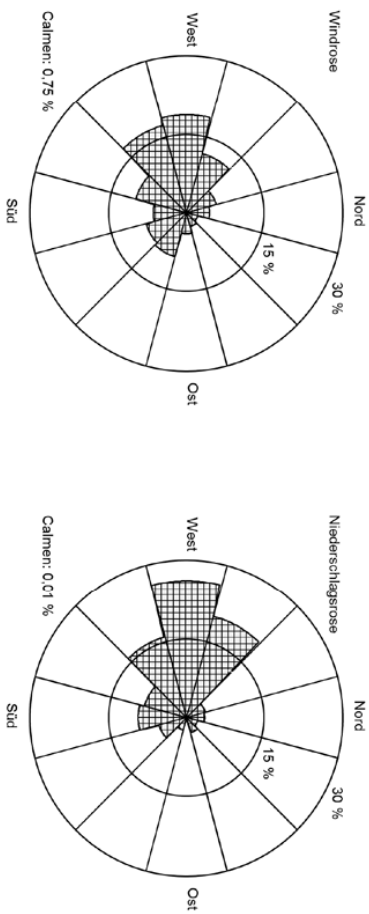 Windrose
Nord
30 %
15 %
West
Ost
Süd
Calmen: 0,75 %
Niederschlagsrose
Nord
30 %
15 %
West
Ost
Süd
Calmen: 0,01 %